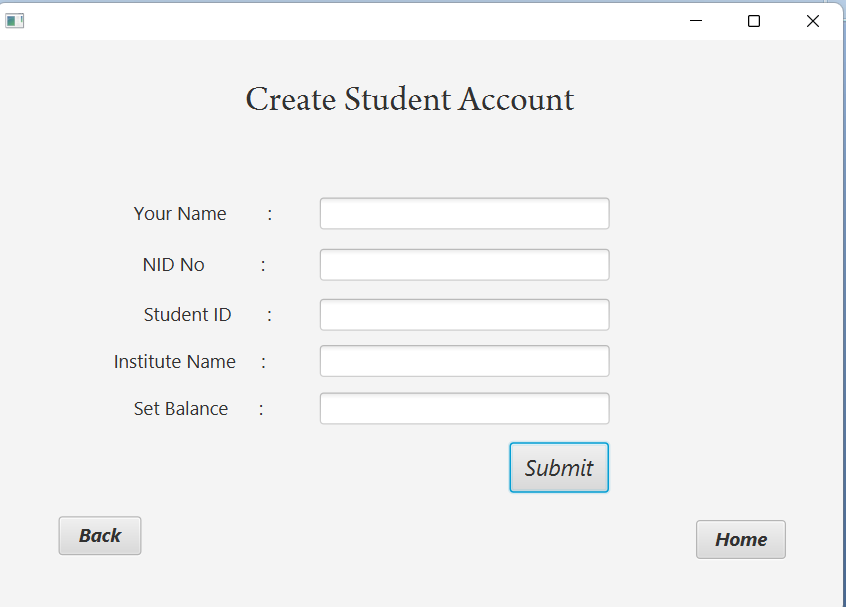 Create Student Account
Your Name :
NID No :
Student ID :
Institute Name :
Set Balance :
Submit
Back
Home